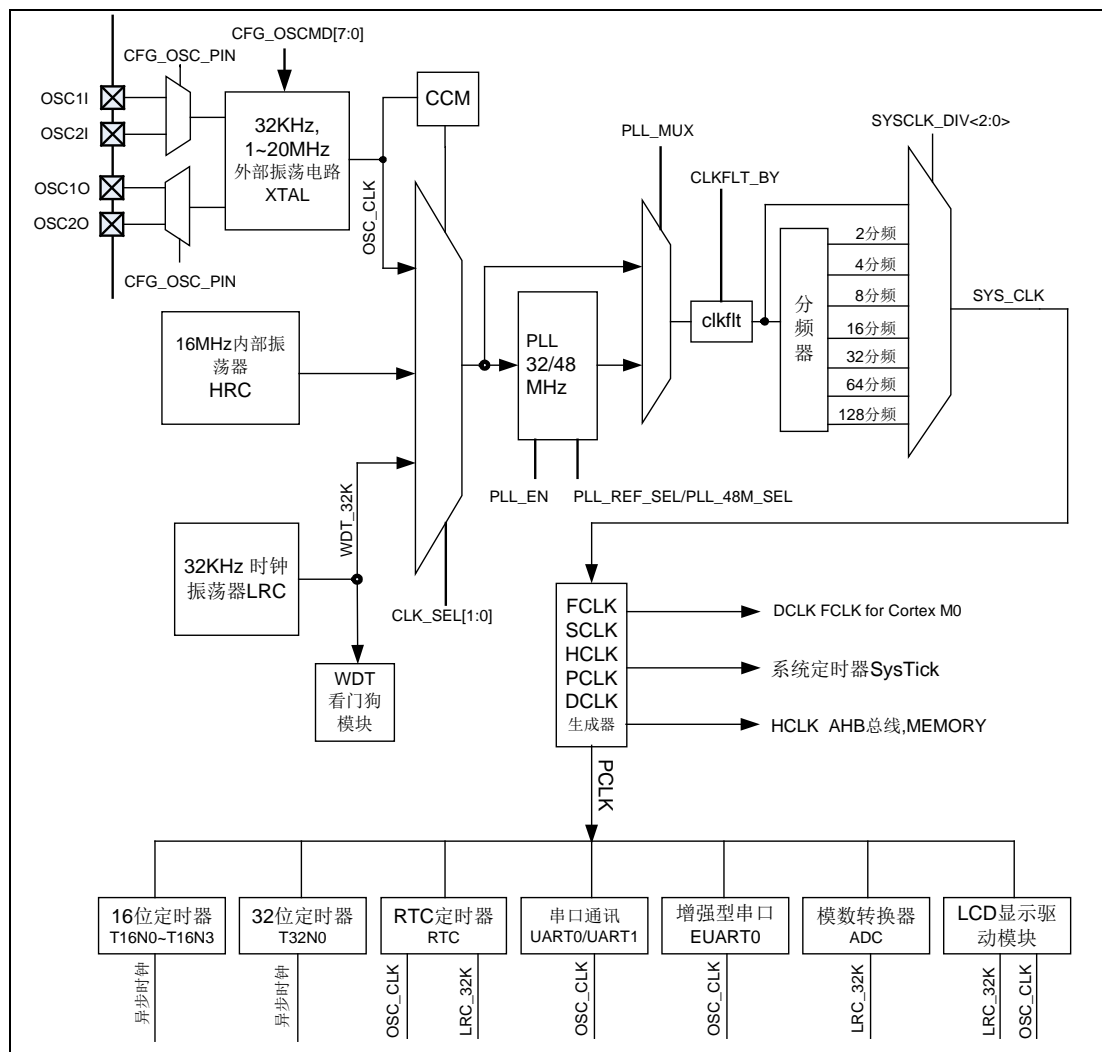 CFG_OSCMD[7:0]
CFG_OSC_PIN
OSC1I
OSC2I
OSC1O
OSC2O
CFG_OSC_PIN
32KHz,
1~20MHz
外部振荡电路
XTAL
CCM
OSC_CLK
PLL_MUX
CLKFLT_BY
SYSCLK_DIV<2:0>
16MHz内部振
荡器
HRC
PLL
32/48
MHz
clkflt
分
频
器
2分频
4分频
8分频
16分频
32分频
64分频
128分频
SYS_CLK
PLL_EN
PLL_REF_SEL/PLL_48M_SEL
WDT_32K
32KHz 时钟
振荡器LRC
CLK_SEL[1:0]
WDT
看门狗
模块
FCLK
SCLK
HCLK
PCLK
DCLK
生成器
DCLK FCLK for Cortex M0
系统定时器SysTick
HCLK AHB总线,MEMORY
PCLK
16位定时器
T16N0~T16N3
32位定时器
T32N0
RTC定时器
RTC
串口通讯
UART0/UART1
增强型串口
EUART0
模数转换器
ADC
LCD显示驱
动模块
异步时钟
异步时钟
OSC_CLK
LRC_32K
OSC_CLK
OSC_CLK
LRC_32K
LRC_32K
OSC_CLK